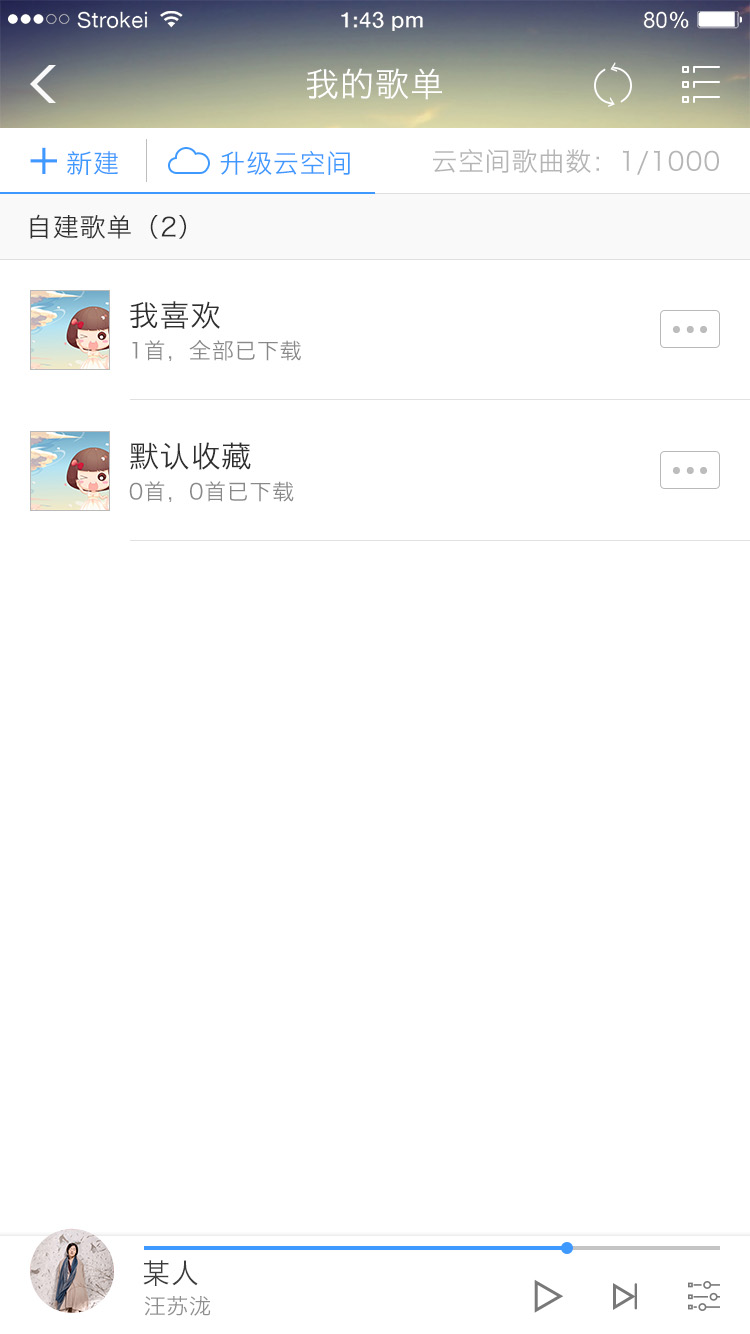 Strokei 1:43 pm 80%
我的歌单
新建 升级云空间 云空间歌曲数：1/1000
自建歌单（2）
我喜欢
1首，全部已下载
默认收藏
0首，0首已下载
某人
汪苏泷